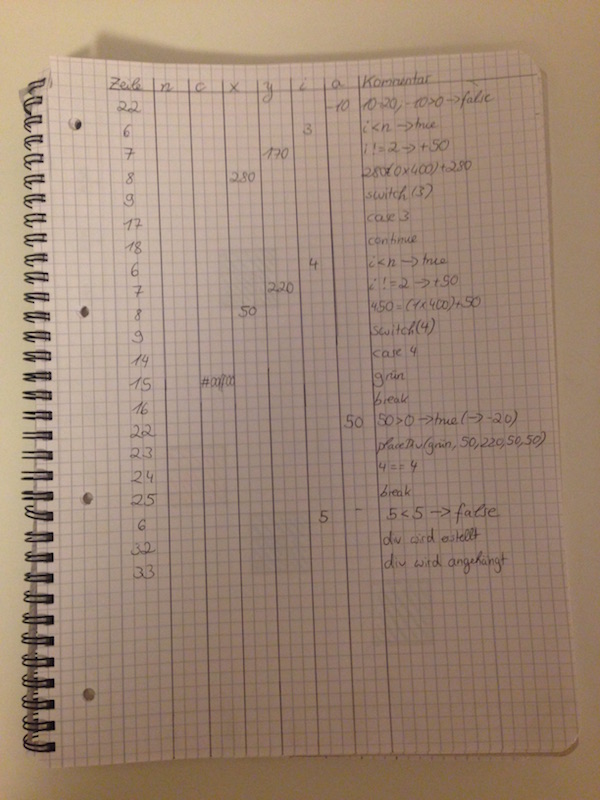 Zeile n c x y i a Kommentar
22 -10 10-20; -10>0 → false
6 3 i<n → true
7 170 i!=2 → +50
8 280 280=(0x400)+280
9 switch(3)
17 case 3
18 continue
6 4 i<n → true
7 220 i!=2 → +50
8 50 450=(1x400)+50
9 switch(4)
14 case 4
15 #00ff00 grün
16 break
22 50 50>0 → true (→ -20)
23 placeDiv(grün, 50, 220, 50, 50)
24 4 == 4
25 break
6 5 - 5<5 → false
32 div wird erstellt
33 div wird angehängt